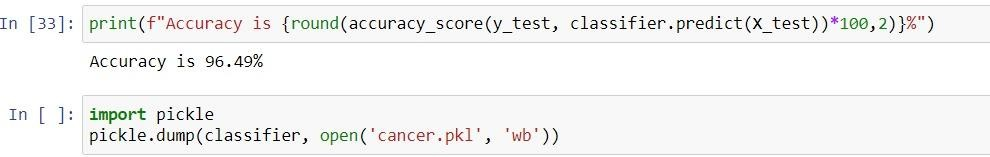 In [33]: print(f"Accuracy is {round(accuracy_score(y_test, classifier.predict(X_test))*100,2)}%")
Accuracy is 96.49%
In [ ]: import pickle
pickle.dump(classifier, open('cancer.pkl', 'wb'))